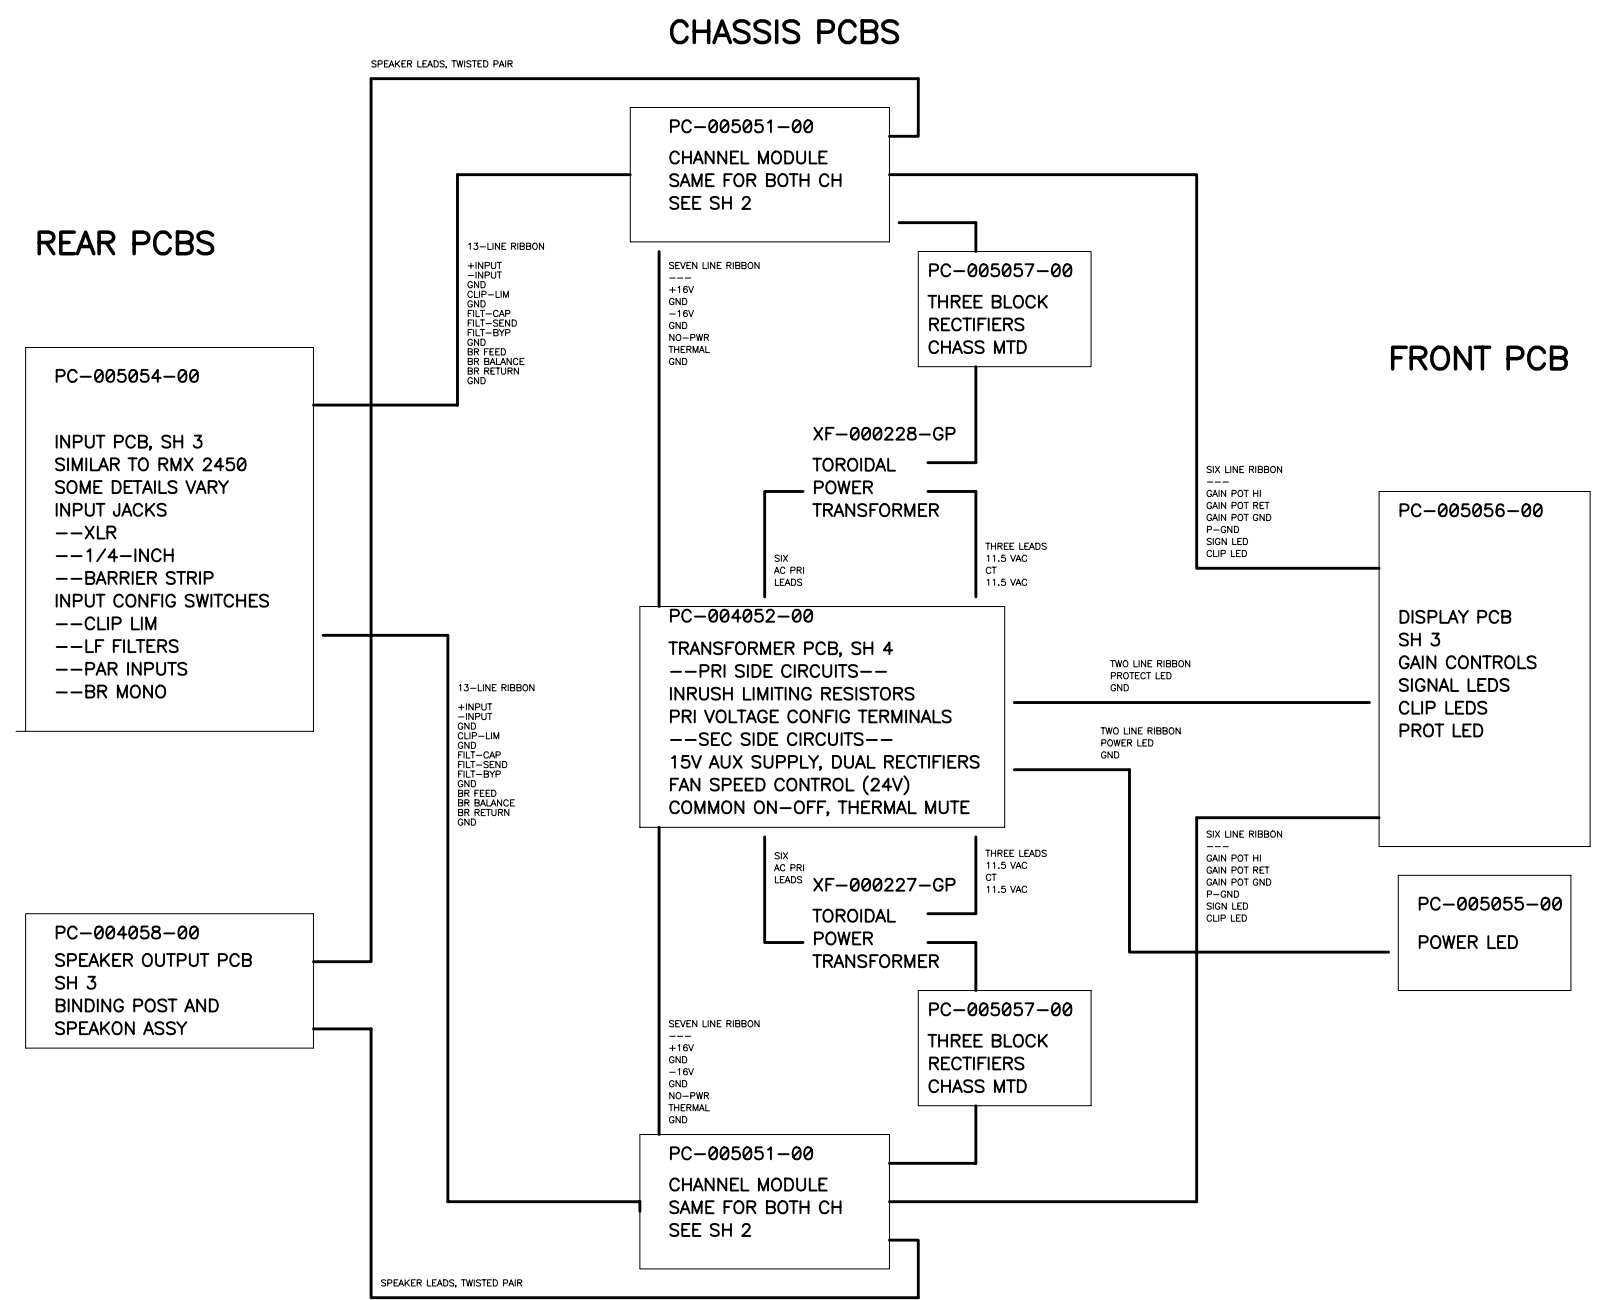 CHASSIS PCBS
SPEAKER LEADS, TWISTED PAIR
PC-005051-00
CHANNEL MODULE
SAME FOR BOTH CH
SEE SH 2
REAR PCBS
13-LINE RIBBON
+INPUT
-INPUT
GND
CLIP-LIM
GND
FILT-CAP
FILT-SEND
FILT-BYP
GND
BR FEED
BR BALANCE
BR RETURN
GND
SEVEN LINE RIBBON
---
+16V
GND
-16V
GND
NO-PWR
THERMAL
GND
PC-005057-00
THREE BLOCK
RECTIFIERS
CHASS MTD
FRONT PCB
PC-005054-00
INPUT PCB, SH 3
SIMILAR TO RMX 2450
SOME DETAILS VARY
INPUT JACKS
--XLR
--1/4-INCH
--BARRIER STRIP
INPUT CONFIG SWITCHES
--CLIP LIM
--LF FILTERS
--PAR INPUTS
--BR MONO
XF-000228-GP
TOROIDAL
POWER
TRANSFORMER
SIX
AC PRI
LEADS
THREE LEADS
11.5 VAC
CT
11.5 VAC
SIX LINE RIBBON
---
GAIN POT HI
GAIN POT RET
GAIN POT GND
P-GND
SIGN LED
CLIP LED
PC-005056-00
DISPLAY PCB
SH 3
GAIN CONTROLS
SIGNAL LEDS
CLIP LEDS
PROT LED
PC-004052-00
TRANSFORMER PCB, SH 4
--PRI SIDE CIRCUITS--
INRUSH LIMITING RESISTORS
PRI VOLTAGE CONFIG TERMINALS
--SEC SIDE CIRCUITS--
15V AUX SUPPLY, DUAL RECTIFIERS
FAN SPEED CONTROL (24V)
COMMON ON-OFF, THERMAL MUTE
TWO LINE RIBBON
PROTECT LED
GND
TWO LINE RIBBON
POWER LED
GND
13-LINE RIBBON
+INPUT
-INPUT
GND
CLIP-LIM
GND
FILT-CAP
FILT-SEND
FILT-BYP
GND
BR FEED
BR BALANCE
BR RETURN
GND
SIX
AC PRI
LEADS
THREE LEADS
11.5 VAC
CT
11.5 VAC
XF-000227-GP
TOROIDAL
POWER
TRANSFORMER
SIX LINE RIBBON
---
GAIN POT HI
GAIN POT RET
GAIN POT GND
P-GND
SIGN LED
CLIP LED
PC-005055-00
POWER LED
PC-004058-00
SPEAKER OUTPUT PCB
SH 3
BINDING POST AND
SPEAKON ASSY
PC-005057-00
THREE BLOCK
RECTIFIERS
CHASS MTD
SEVEN LINE RIBBON
---
+16V
GND
-16V
GND
NO-PWR
THERMAL
GND
PC-005051-00
CHANNEL MODULE
SAME FOR BOTH CH
SEE SH 2
SPEAKER LEADS, TWISTED PAIR